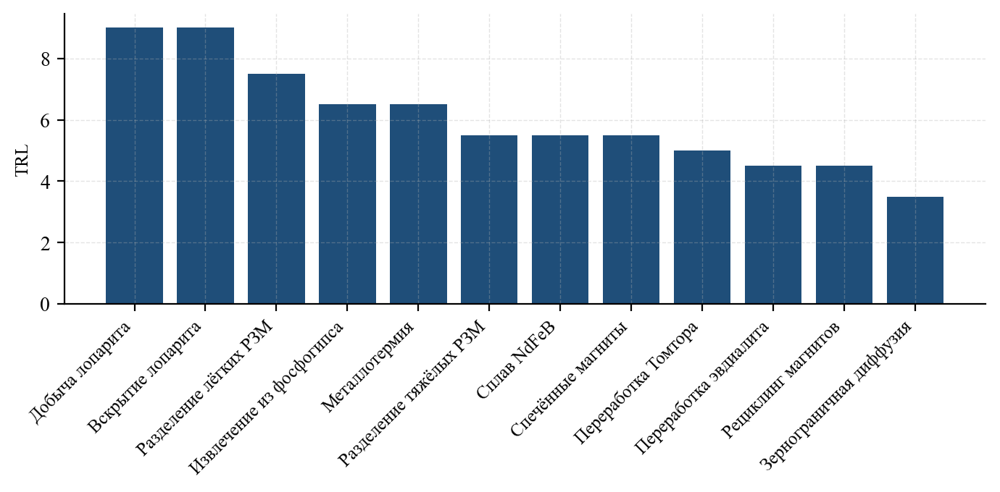 TRL
8
6
4
2
0
Добыча лопарита
Вскрытие лопарита
Разделение лёгких РЗМ
Извлечение из фосфогипса
Металлотермия
Разделение тяжёлых РЗМ
Сплав NdFeB
Спечённые магниты
Переработка Томтора
Переработка эвдиалита
Рециклинг магнитов
Зернограничная диффузия